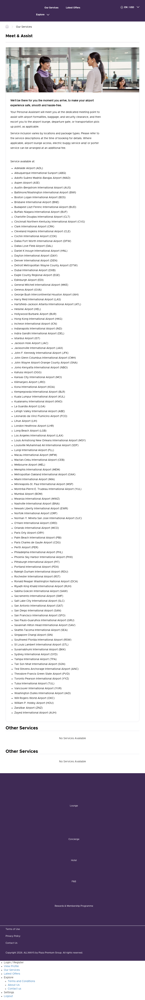 Our Services
Latest Offers
EN | USD
Explore
Our Services
Meet & Assist
We'll be there for you the moment you arrive, to make your airport
experience safe, smooth and hassle-free.
Your Personal Assistant will meet you at the dedicated meeting point to
assist with airport formalities, baggage, and security clearance, and then
escort you to the airport lounge, departure gate, or transportation pick-
up point, as applicable.
Service inclusion varies by locations and package types. Please refer to
the service descriptions at the time of booking for details. Where
applicable, airport lounge access, electric buggy service and/ or porter
service can be arranged at an additional fee.
Service available at:
Adelaide Airport (ADL)
Albuquerque International Sunport (ABQ)
Adolfo Suárez Madrid–Barajas Airport (MAD)
Aspen Airport (ASE)
Austin–Bergstrom International Airport (AUS)
Baltimore/Washington International Airport (BWI)
Boston Logan International Airport (BOS)
Brisbane International Airport (BNE)
Budapest Liszt Ferenc International Airport (BUD)
Buffalo Niagara International Airport (BUF)
Charlotte Douglas International Airport (CLT)
Cincinnati Northern Kentucky International Airport (CVG)
Clark International Airport (CRK)
Cleveland Hopkins International Airport (CLE)
Cochin International Airport (COK)
Dallas Fort Worth International Airport (DFW)
Dallas Love Field Airport (DAL)
Daniel K Inouye International Airport (HNL)
Dayton International Airport (DAY)
Denver International Airport (DEN)
Detroit Metropolitan Wayne County Airport (DTW)
Dubai International Airport (DXB)
Eagle County Regional Airport (EGE)
Edinburgh Airport (EDI)
General Mitchell International Airport (MKE)
Geneva Airport (GVA)
George Bush Intercontinental Houston Airport (IAH)
Harry Reid International Airport (LAS)
Hartsfield–Jackson Atlanta International Airport (ATL)
Helsinki Airport (HEL)
Hollywood Burbank Airport (BUR)
Hong Kong International Airport (HKG)
Incheon International Airport (ICN)
Indianapolis International Airport (IND)
Indira Gandhi International Airport (DEL)
Istanbul Airport (IST)
Jackson Hole Airport (JAC)
Jacksonville International Airport (JAX)
John F. Kennedy International Airport (JFK)
John Glenn Columbus International Airport (CMH)
John Wayne Airport-Orange County Airport (SNA)
Jomo Kenyatta International Airport (NBO)
Kahului Airport (OGG)
Kansas City International Airport (MCI)
Kilimanjaro Airport (JRO)
Kona International Airport (KOA)
Kempegowda International Airport (BLR)
Kuala Lumpur International Airport (KUL)
Kualanamu International Airport (KNO)
La Guardia Airport (LGA)
Lehigh Valley International Airport (ABE)
Leonardo da Vinci Fiumicino Airport (FCO)
Lihue Airport (LIH)
London Heathrow Airport (LHR)
Long Beach Airport (LGB)
Los Angeles International Airport (LAX)
Louis Armstrong New Orleans International Airport (MSY)
Louisville Muhammad Ali International Airport (SDF)
Lungi International Airport (FLL)
Macau International Airport (MFM)
Mactan-Cebu International Airport (CEB)
Melbourne Airport (MEL)
Memphis International Airport (MEM)
Metropolitan Oakland International Airport (OAK)
Miami International Airport (MIA)
Minneapolis-St. Paul International Airport (MSP)
Montréal-Pierre E. Trudeau International Airport (YUL)
Mumbai Airport (BOM)
Mwanza International Airport (MWZ)
Nashville International Airport (BNA)
Newark Liberty International Airport (EWR)
Norfolk International Airport (ORF)
Norman Y. Mineta San Jose International Airport (SJC)
O'Hare International Airport (ORD)
Orlando International Airport (MCO)
Paris Orly Airport (ORY)
Palm Beach International Airport (PBI)
Paris Charles de Gaulle Airport (CDG)
Perth Airport (PER)
Philadelphia International Airport (PHL)
Phoenix Sky Harbor International Airport (PHX)
Pittsburgh International Airport (PIT)
Portland International Airport (PDX)
Raleigh Durham International Airport (RDU)
Rochester International Airport (RST)
Ronald Reagan Washington National Airport (DCA)
Riyadh King Khalid International Airport (RUH)
Sabiha Gokcen International Airport (SAW)
Sacramento International Airport (SMF)
Salt Lake City International Airport (SLC)
San Antonio International Airport (SAT)
San Diego International Airport (SAN)
San Francisco International Airport (SFO)
Sao Paulo-Guarulhos International Airport (GRU)
Savannah Hilton Head International Airport (SAV)
Seattle-Tacoma International Airport (SEA)
Singapore Changi Airport (SIN)
Southwest Florida International Airport (RSW)
St Louis Lambert International Airport (STL)
Suvarnabhumi International Airport (BKK)
Sydney International Airport (SYD)
Tampa International Airport (TPA)
Tan Son Nhat International Airport (SGN)
Ted Stevens Anchorage International Airport (ANC)
Theodore Francis Green State Airport (PVD)
Toronto Pearson International Airport (YYZ)
Tulsa International Airport (TUL)
Vancouver International Airport (YVR)
Washington Dulles International Airport (IAD)
Will Rogers World Airport (OKC)
William P. Hobby Airport (HOU)
Zanzibar Airport (ZNZ)
Zayed International Airport (AUH)
Other Services
No Services Available
Other Services
No Services Available
Lounge
Concierge
Hotel
F&B
Rewards & Membership Programme
Terms of Use
Privacy Policy
Contact Us
Copyright 2026. ALLWAYS by Plaza Premium Group. All rights reserved.
Login / Register
View Profile
Our Services
Latest Offers
Explore
Terms and Conditions
About Us
Contact us
Settings
Logout